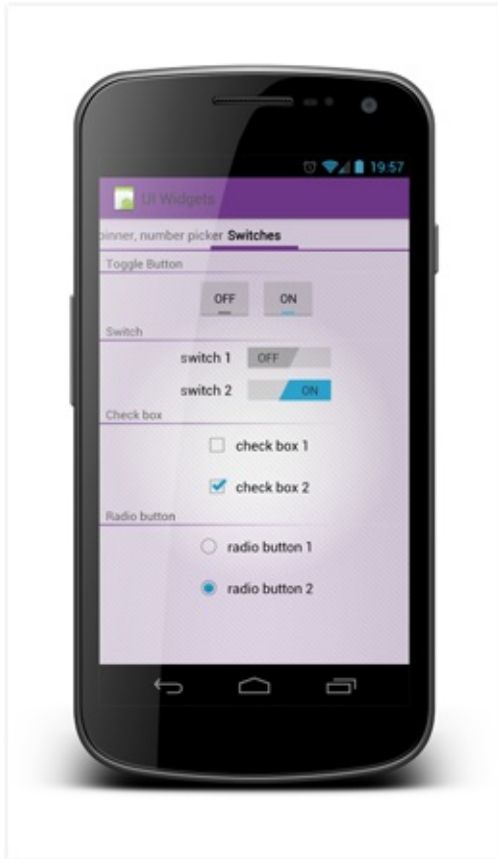 19:57
UI Widgets
pinner, number picker Switches
Toggle Button
OFF ON
Switch
switch 1 OFF
switch 2 ON
Check box
check box 1
check box 2
Radio button
radio button 1
radio button 2